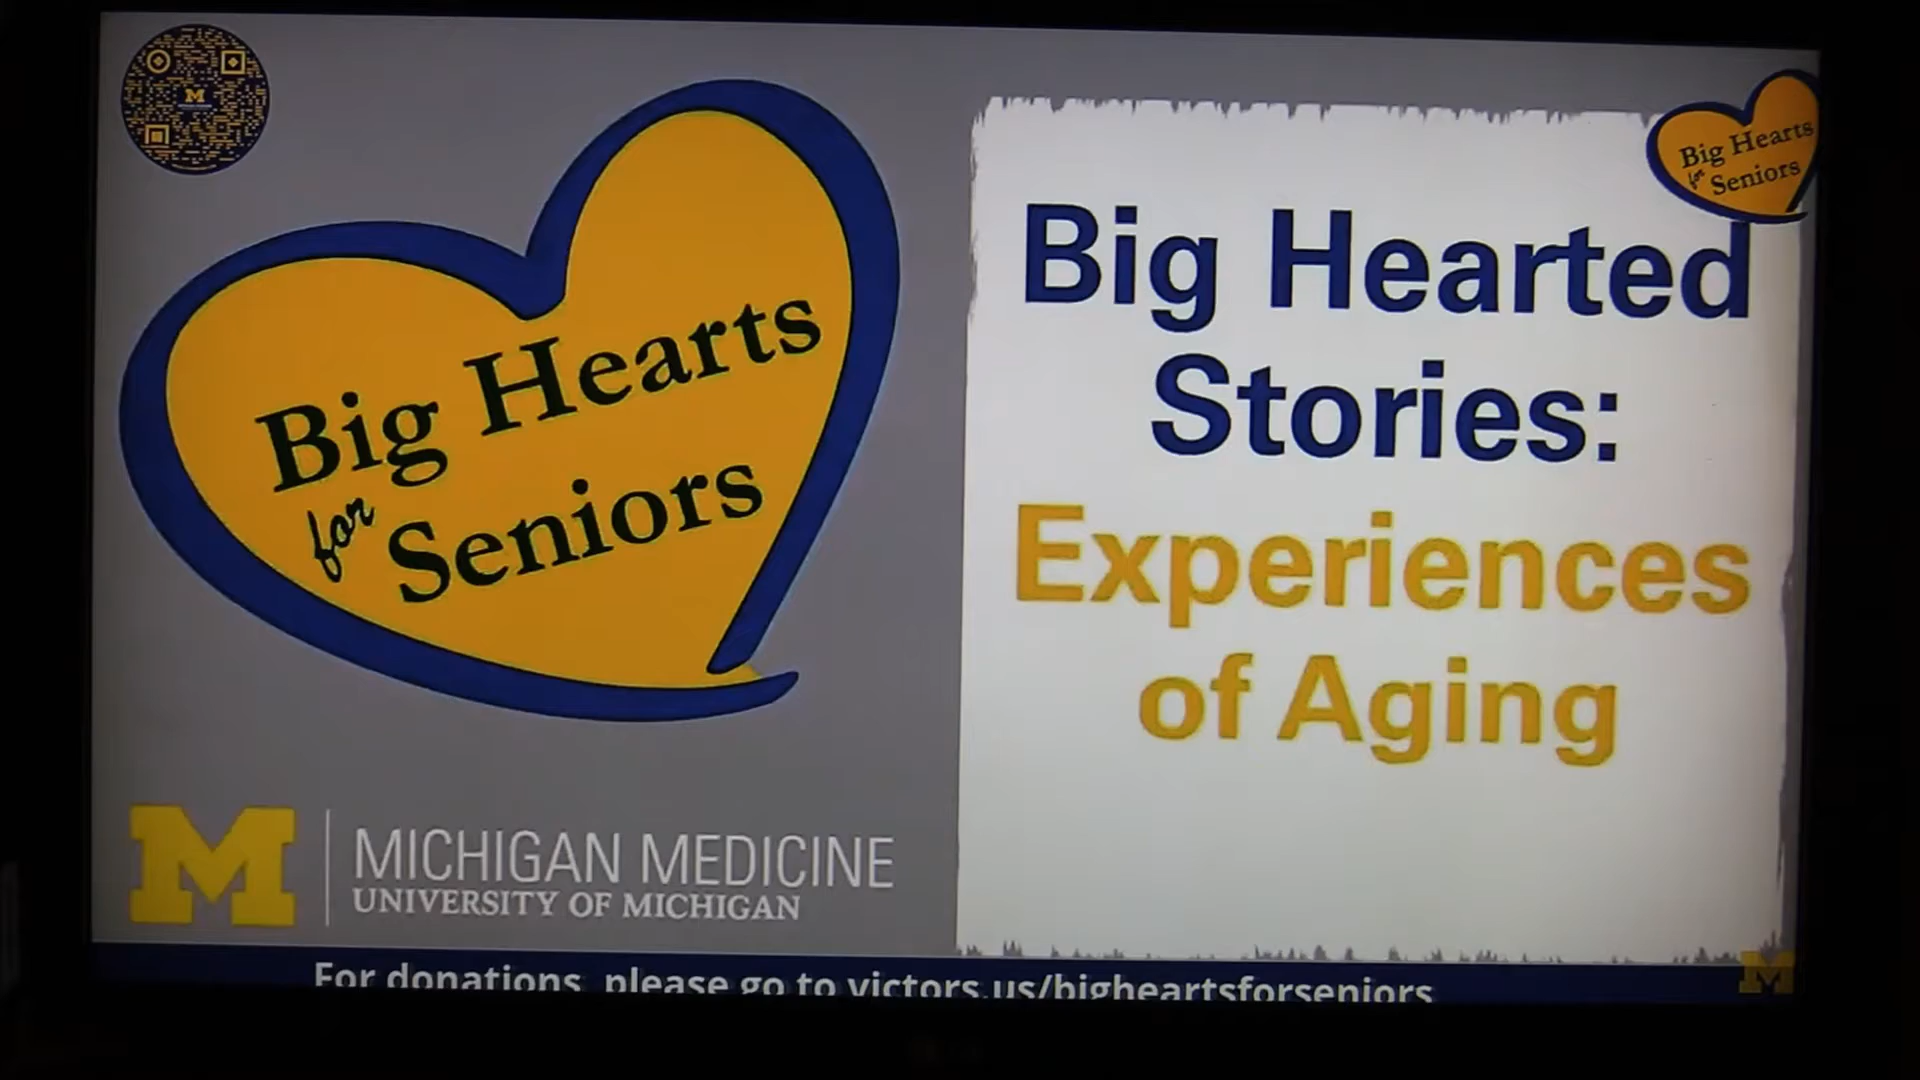 M
Big Hearts
for
Seniors
M
MICHIGAN MEDICINE
UNIVERSITY OF MICHIGAN
Big Hearts
for
Seniors
Big Hearted
Stories:
Experiences
of Aging
For donations, please go to victors.us/bigheartsforseniors
M